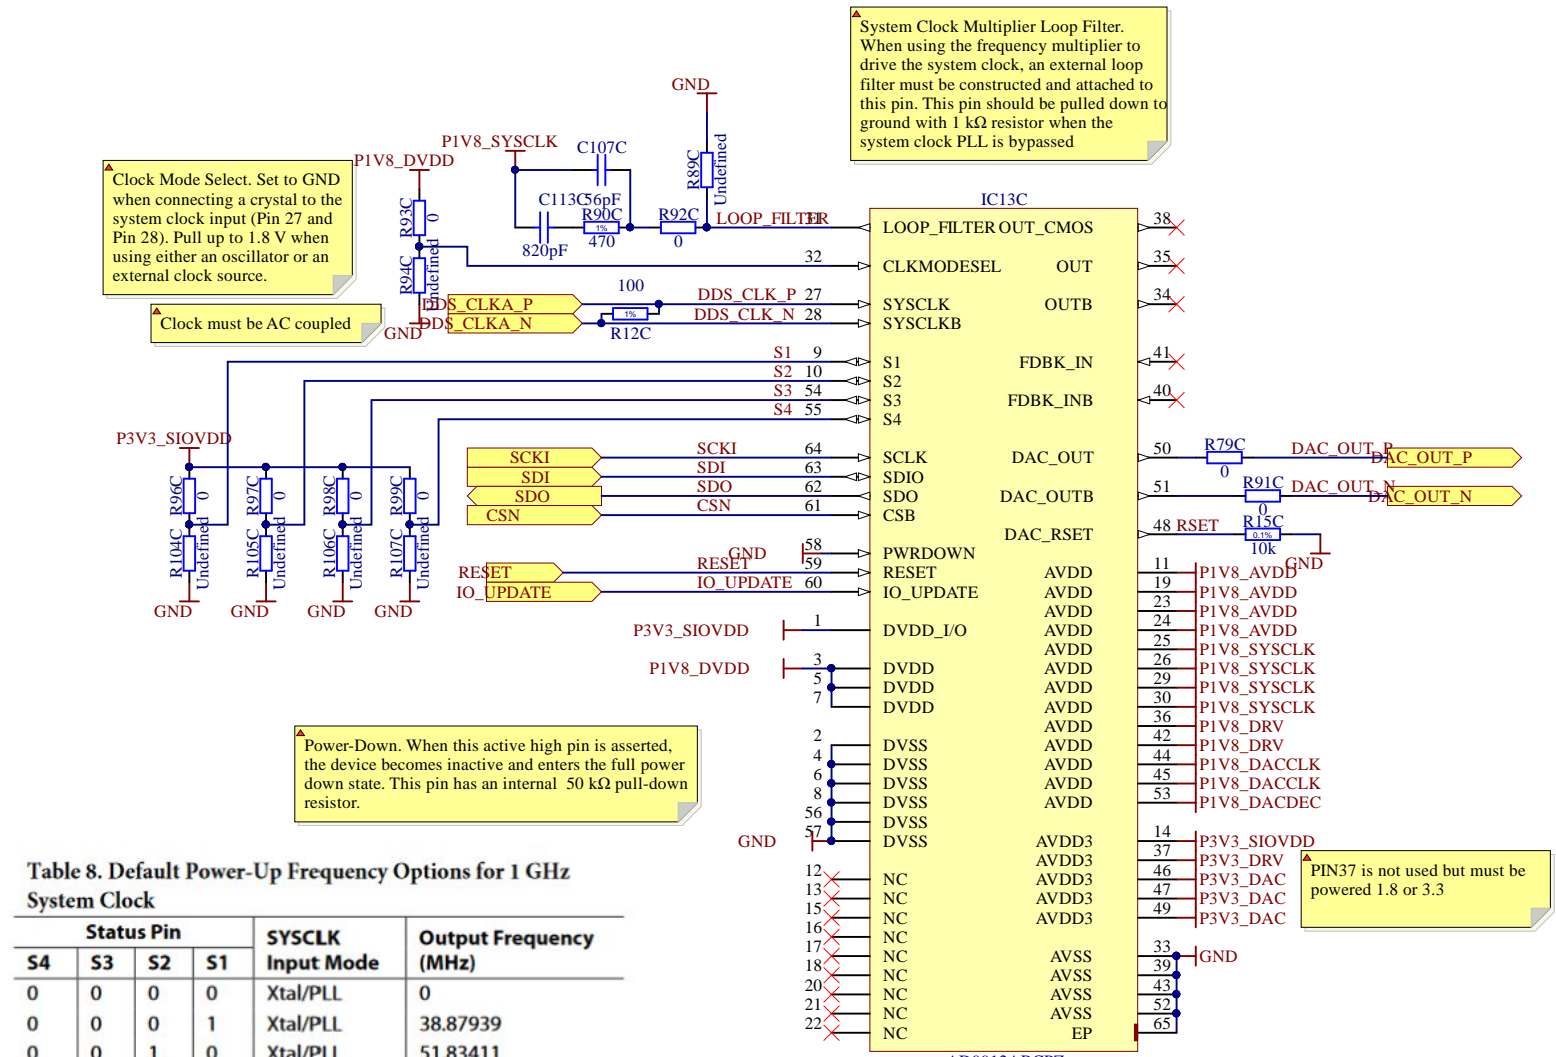 System Clock Multiplier Loop Filter.
When using the frequency multiplier to
drive the system clock, an external loop
filter must be constructed and attached to
this pin. This pin should be pulled down to
ground with 1 kΩ resistor when the
system clock PLL is bypassed
GND
P1V8_SYSCLK
C107C
56pF
R89C
Undefined
P1V8_DVDD
Clock Mode Select. Set to GND
when connecting a crystal to the
system clock input (Pin 27 and
Pin 28). Pull up to 1.8 V when
using either an oscillator or an
external clock source.
R93C
0
R94C
Undefined
GND
C113C
820pF
R90C
1%
470
R92C
0
LOOP_FILTER
31
Clock must be AC coupled
32
100
DDS_CLKA_P
DDS_CLK_P 27
DDS_CLKA_N
DDS_CLK_N 28
1%
R12C
S1 9
S2 10
S3 54
S4 55
P3V3_SIOVDD
R96C 0
R97C 0
R98C 0
R99C 0
R104C Undefined
R105C Undefined
R106C Undefined
R107C Undefined
GND
GND
GND
GND
SCKI SCKI 64
SDI SDI 63
SDO SDO 62
CSN CSN 61
GND 58
RESET RESET 59
IO_UPDATE IO_UPDATE 60
P3V3_SIOVDD 1
P1V8_DVDD 3
5
7
2
4
6
8
56
GND 57
12
13
15
16
17
18
20
21
22
IC13C
LOOP_FILTER OUT_CMOS 38
CLKMODESEL OUT 35
SYSCLK OUTB 34
SYSCLKB
S1 FDBK_IN 41
S2
S3 FDBK_INB 40
S4
SCLK DAC_OUT 50
SDIO
SDO DAC_OUTB 51
CSB
DAC_RSET 48 RSET
PWRDOWN
RESET AVDD 11 P1V8_AVDD
IO_UPDATE AVDD 19 P1V8_AVDD
AVDD 23 P1V8_AVDD
DVDD_I/O AVDD 24 P1V8_AVDD
AVDD 25 P1V8_SYSCLK
DVDD AVDD 26 P1V8_SYSCLK
DVDD AVDD 29 P1V8_SYSCLK
DVDD AVDD 30 P1V8_SYSCLK
AVDD 36 P1V8_DRV
DVSS AVDD 42 P1V8_DRV
DVSS AVDD 44 P1V8_DACCLK
DVSS AVDD 45 P1V8_DACCLK
DVSS AVDD 53 P1V8_DACDEC
DVSS
DVSS AVDD3 14 P3V3_SIOVDD
AVDD3 37 P3V3_DRV
NC AVDD3 46 P3V3_DAC
NC AVDD3 47 P3V3_DAC
NC AVDD3 49 P3V3_DAC
NC
NC AVSS 33 GND
NC AVSS 39
NC AVSS 43
NC AVSS 52
NC EP 65
R79C
0
DAC_OUT_P
DAC_OUT_P
R91C
0
DAC_OUT_N
DAC_OUT_N
R15C
0.1%
10k
GND
PIN37 is not used but must be
powered 1.8 or 3.3
Power-Down. When this active high pin is asserted,
the device becomes inactive and enters the full power
down state. This pin has an internal 50 kΩ pull-down
resistor.
Table 8. Default Power-Up Frequency Options for 1 GHz
System Clock
Status Pin
SYSCLK
Input Mode
Output Frequency
(MHz)
S4 S3 S2 S1
0 0 0 0 Xtal/PLL 0
0 0 0 1 Xtal/PLL 38.87939
0 0 1 0 Xtal/PLL 51.83411